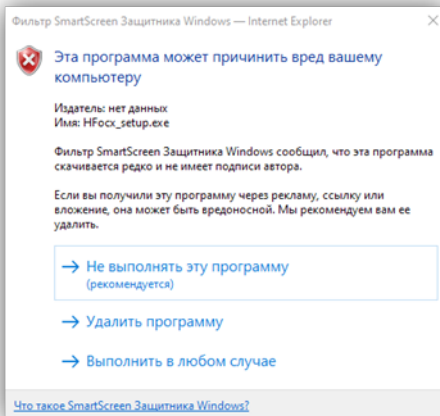 Фильтр SmartScreen Защитника Windows — Internet Explorer
Эта программа может причинить вред вашему
компьютеру
Издатель: нет данных
Имя: HFocx_setup.exe
Фильтр SmartScreen Защитника Windows сообщил, что эта программа
скачивается редко и не имеет подписи автора.
Если вы получили эту программу через рекламу, ссылку или
вложение, она может быть вредоносной. Мы рекомендуем вам ее
удалить.
Не выполнять эту программу
(рекомендуется)
Удалить программу
Выполнить в любом случае
Что такое SmartScreen Защитника Windows?